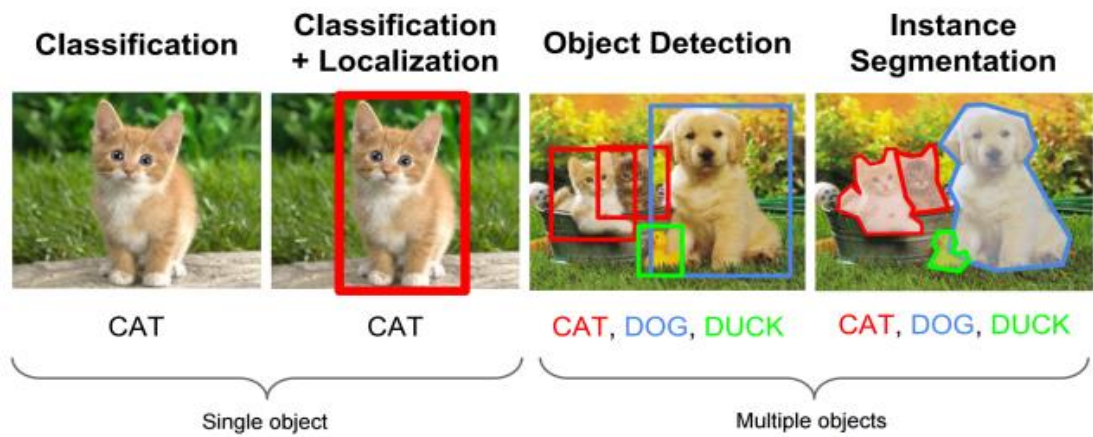 Classification
Classification
+ Localization
Object Detection
Instance
Segmentation
CAT
CAT
CAT, DOG, DUCK
CAT, DOG, DUCK
Single object
Multiple objects